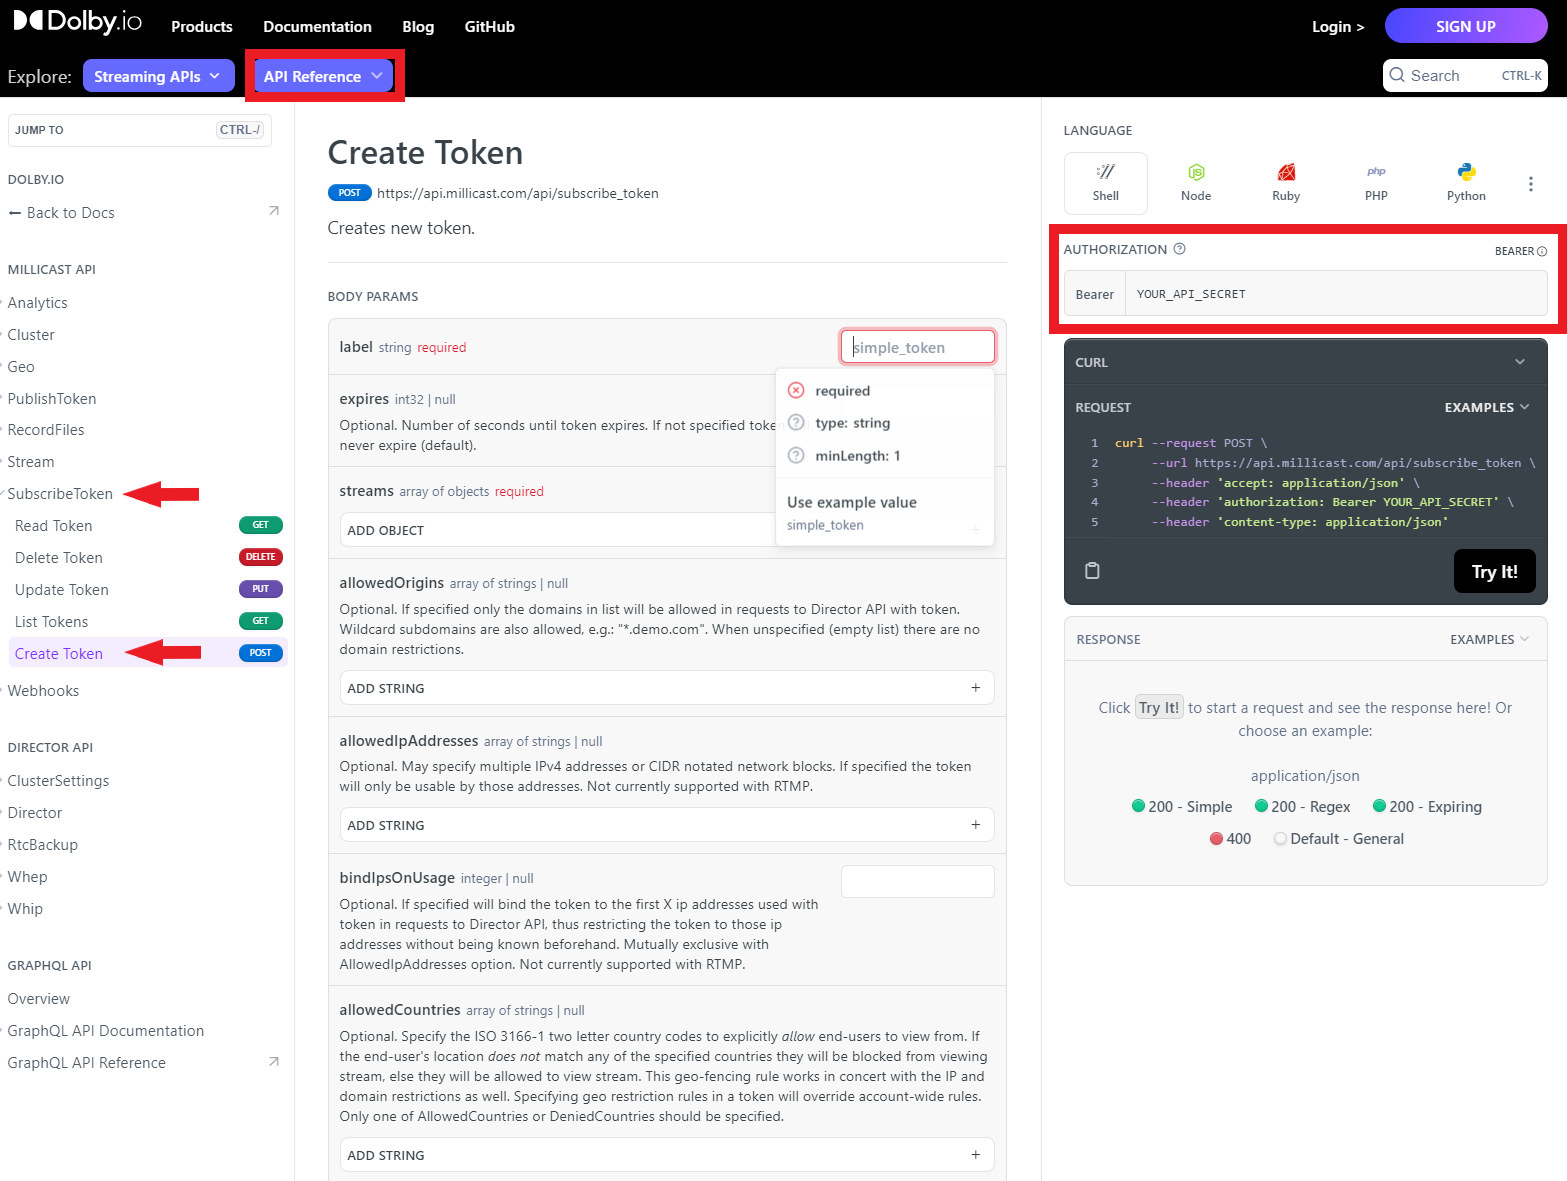 Dolby.io
Products
Documentation
Blog
GitHub
Login >
SIGN UP
Explore:
Streaming APIs
API Reference
Search
CTRL-K
JUMP TO
CTRL-/
DOLBY.IO
← Back to Docs
MILLICAST API
Analytics
Cluster
Geo
PublishToken
RecordFiles
Stream
SubscribeToken
Read Token
GET
Delete Token
DELETE
Update Token
PUT
List Tokens
GET
Create Token
POST
Webhooks
DIRECTOR API
ClusterSettings
Director
RtcBackup
Whep
Whip
GRAPHQL API
Overview
GraphQL API Documentation
GraphQL API Reference
Create Token
POST https://api.millicast.com/api/subscribe_token
Creates new token.
BODY PARAMS
label string required
simple_token
required
type: string
minLength: 1
Use example value
simple_token
expires int32 | null
Optional. Number of seconds until token expires. If not specified token
never expire (default).
streams array of objects required
ADD OBJECT
allowedOrigins array of strings | null
Optional. If specified only the domains in list will be allowed in requests to Director API with token.
Wildcard subdomains are also allowed, e.g.: "*.demo.com". When unspecified (empty list) there are no
domain restrictions.
ADD STRING +
allowedIpAddresses array of strings | null
Optional. May specify multiple IPv4 addresses or CIDR notated network blocks. If specified the token
will only be usable by those addresses. Not currently supported with RTMP.
ADD STRING +
bindIpsOnUsage integer | null
Optional. If specified will bind the token to the first X ip addresses used with
token in requests to Director API, thus restricting the token to those ip
addresses without being known beforehand. Mutually exclusive with
AllowedIpAddresses option. Not currently supported with RTMP.
allowedCountries array of strings | null
Optional. Specify the ISO 3166-1 two letter country codes to explicitly allow end-users to view from. If
the end-user's location does not match any of the specified countries they will be blocked from viewing
stream, else they will be allowed to view stream. This geo-fencing rule works in concert with the IP and
domain restrictions as well. Specifying geo restriction rules in a token will override account-wide rules.
Only one of AllowedCountries or DeniedCountries should be specified.
ADD STRING +
LANGUAGE
Shell
Node
Ruby
php
PHP
Python
AUTHORIZATION
BEARER
Bearer
YOUR_API_SECRET
CURL
REQUEST
EXAMPLES
1 curl --request POST \
2 --url https://api.millicast.com/api/subscribe_token \
3 --header 'accept: application/json' \
4 --header 'authorization: Bearer YOUR_API_SECRET' \
5 --header 'content-type: application/json'
Try It!
RESPONSE
EXAMPLES
Click Try It! to start a request and see the response here! Or
choose an example:
application/json
200 - Simple
200 - Regex
200 - Expiring
400
Default - General